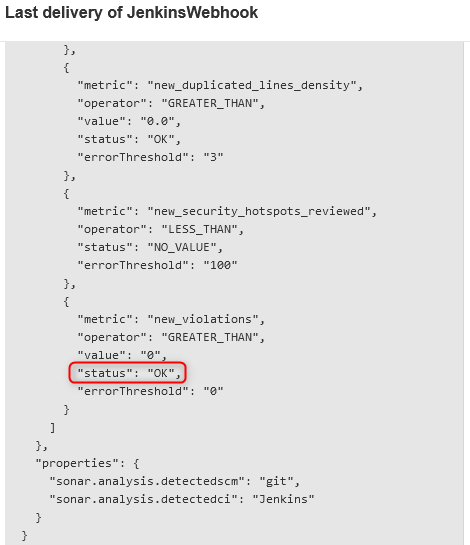 Last delivery of JenkinsWebhook
},
{
"metric": "new_duplicated_lines_density",
"operator": "GREATER_THAN",
"value": "0.0",
"status": "OK",
"errorThreshold": "3"
},
{
"metric": "new_security_hotspots_reviewed",
"operator": "LESS_THAN",
"status": "NO_VALUE",
"errorThreshold": "100"
},
{
"metric": "new_violations",
"operator": "GREATER_THAN",
"value": "0",
"status": "OK",
"errorThreshold": "0"
}
]
},
"properties": {
"sonar.analysis.detectedscm": "git",
"sonar.analysis.detectedci": "Jenkins"
}
}